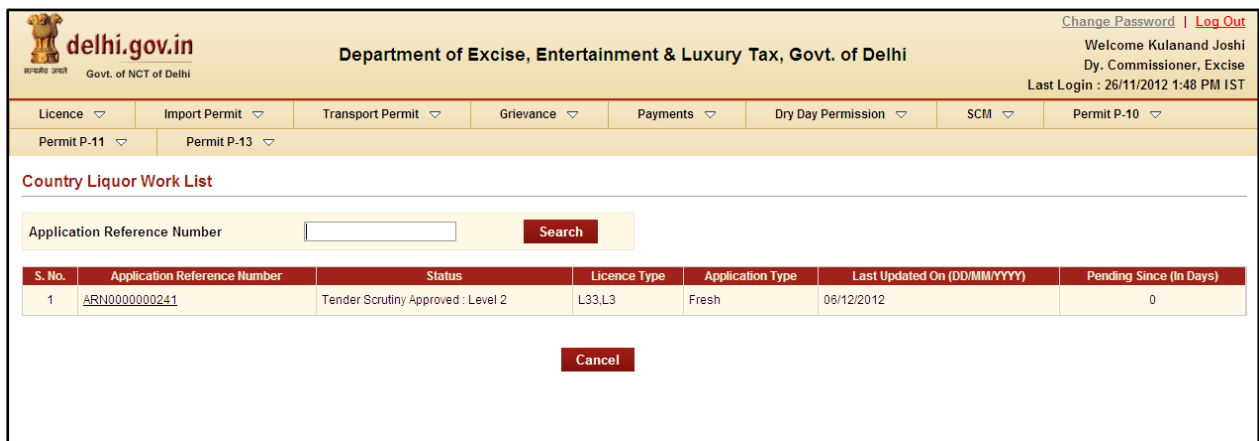 Change Password | Log Out
सत्यमेव जयते
delhi.gov.in
Govt. of NCT of Delhi
Department of Excise, Entertainment & Luxury Tax, Govt. of Delhi
Welcome Kulanand Joshi
Dy. Commissioner, Excise
Last Login : 26/11/2012 1:48 PM IST
Licence Import Permit Transport Permit Grievance Payments Dry Day Permission SCM Permit P-10
Permit P-11 Permit P-13
Country Liquor Work List
Application Reference Number Search
S. No. Application Reference Number Status Licence Type Application Type Last Updated On (DD/MM/YYYY) Pending Since (In Days)
1 ARN0000000241 Tender Scrutiny Approved : Level 2 L33,L3 Fresh 06/12/2012 0
Cancel